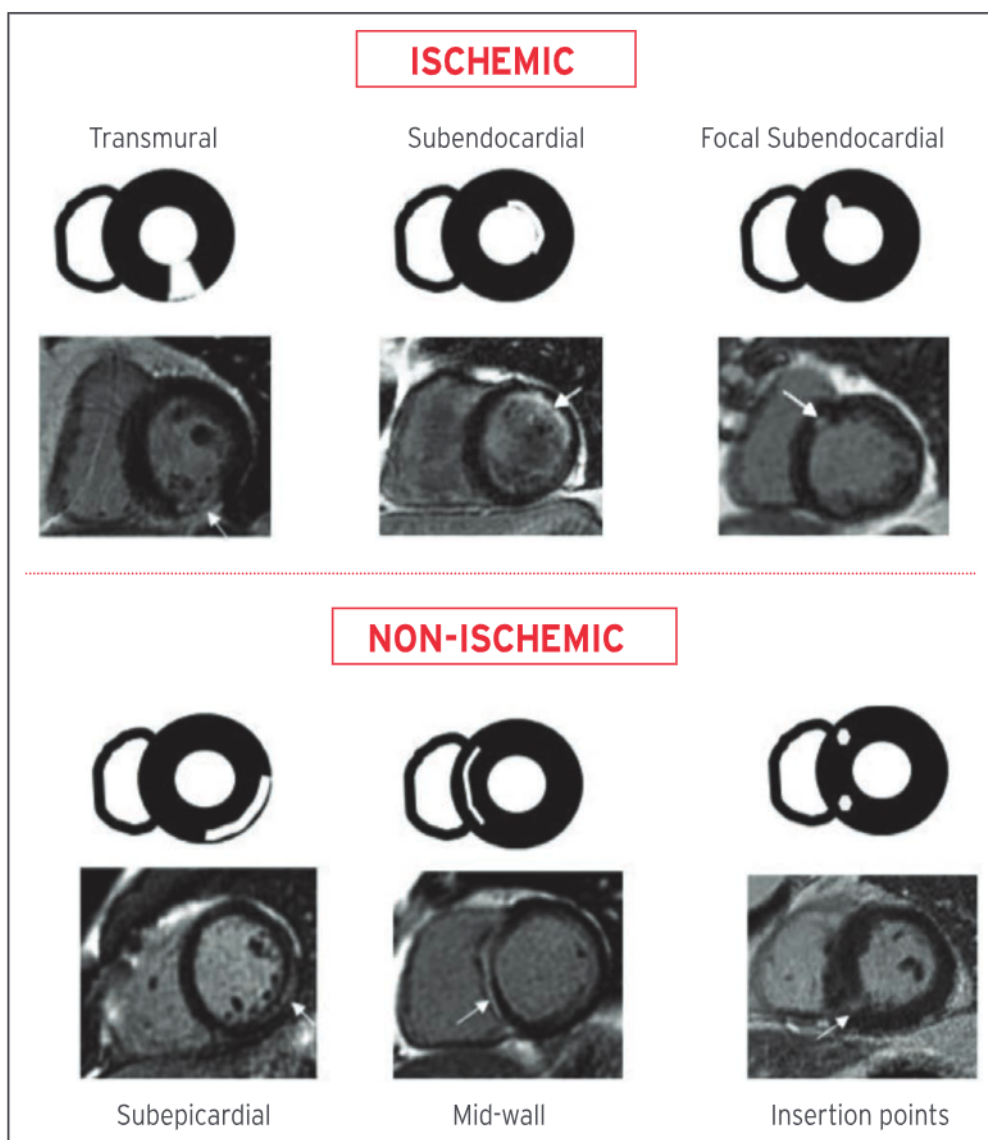 ISCHEMIC
Transmural
Subendocardial
Focal Subendocardial
NON-ISCHEMIC
Subepicardial
Mid-wall
Insertion points